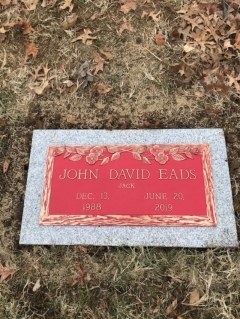 JOHN DAVID EADS
JACK
DEC. 13, JUNE 20,
1988 2019